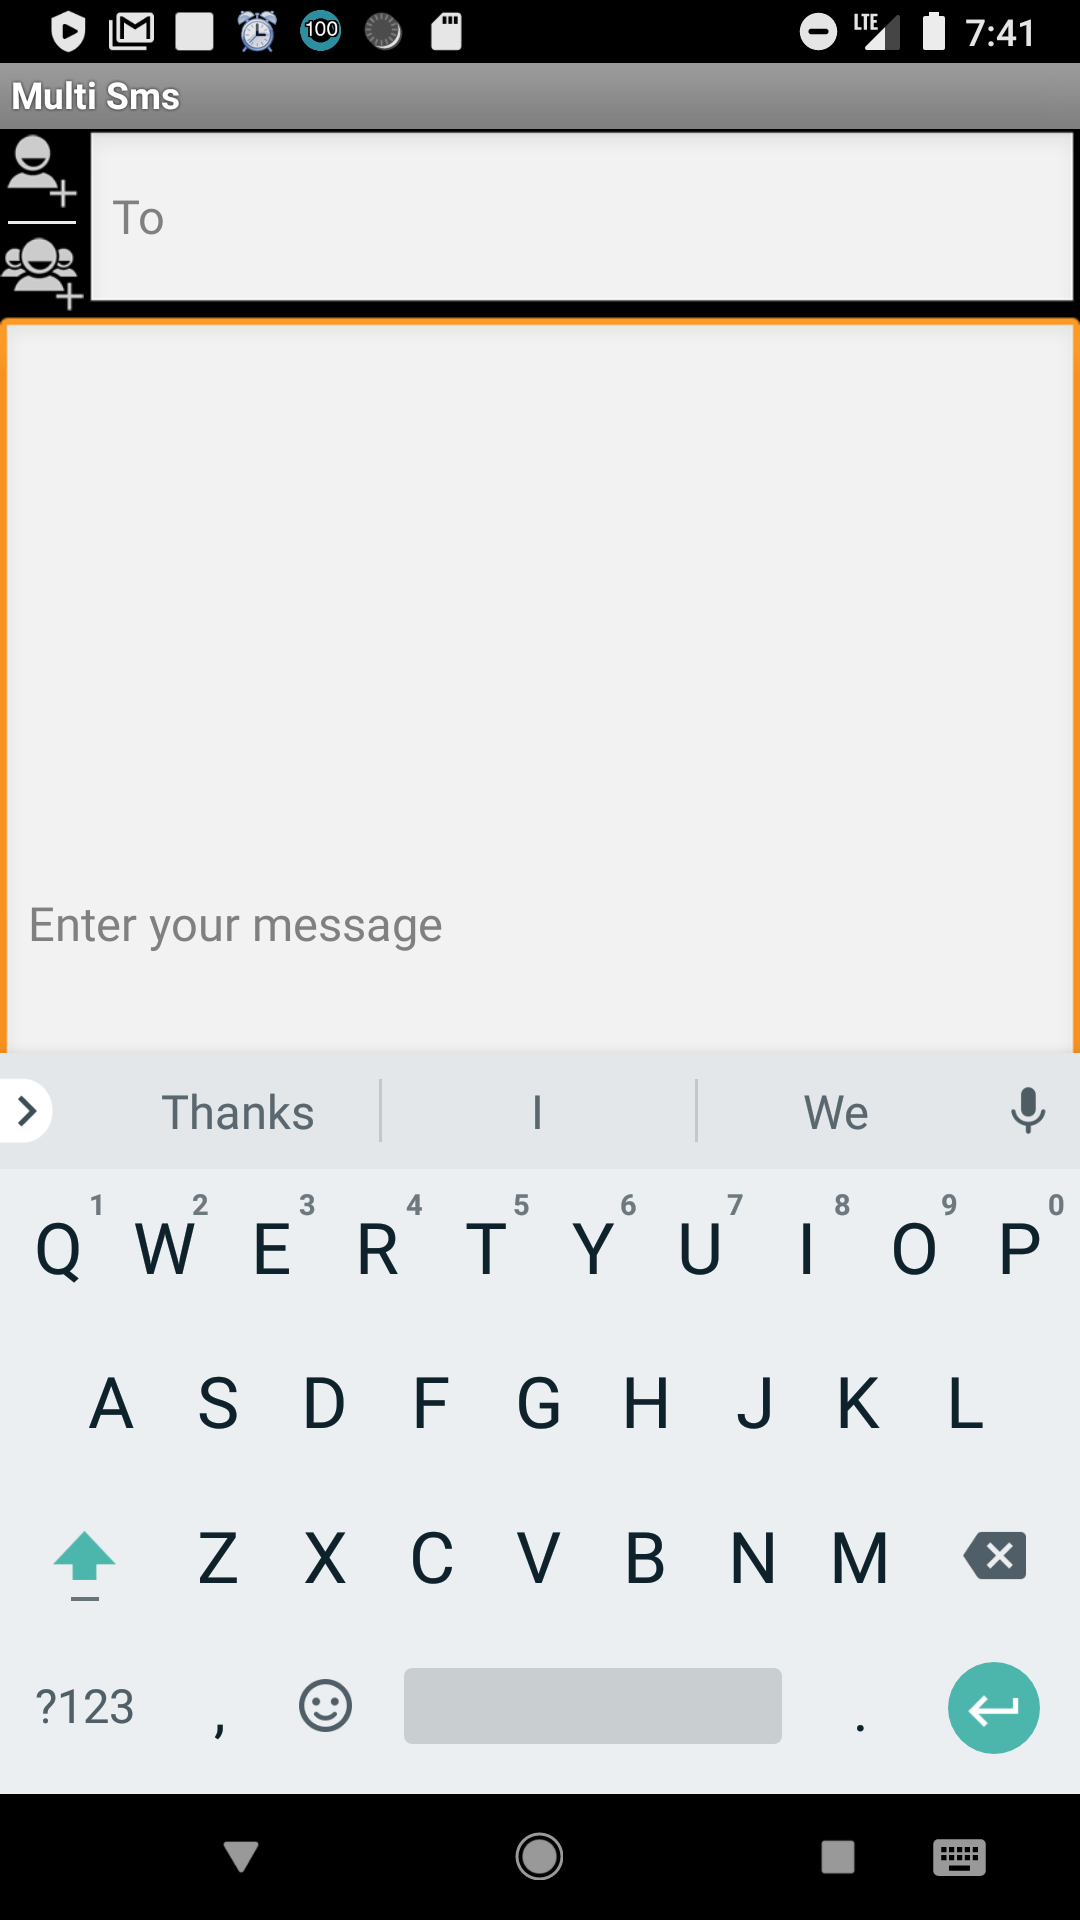 100 LTE 7:41
Multi Sms
To
Enter your message
Thanks I We
1 2 3 4 5 6 7 8 9 0
Q W E R T Y U I O P
A S D F G H J K L
Z X C V B N M
?123 , .